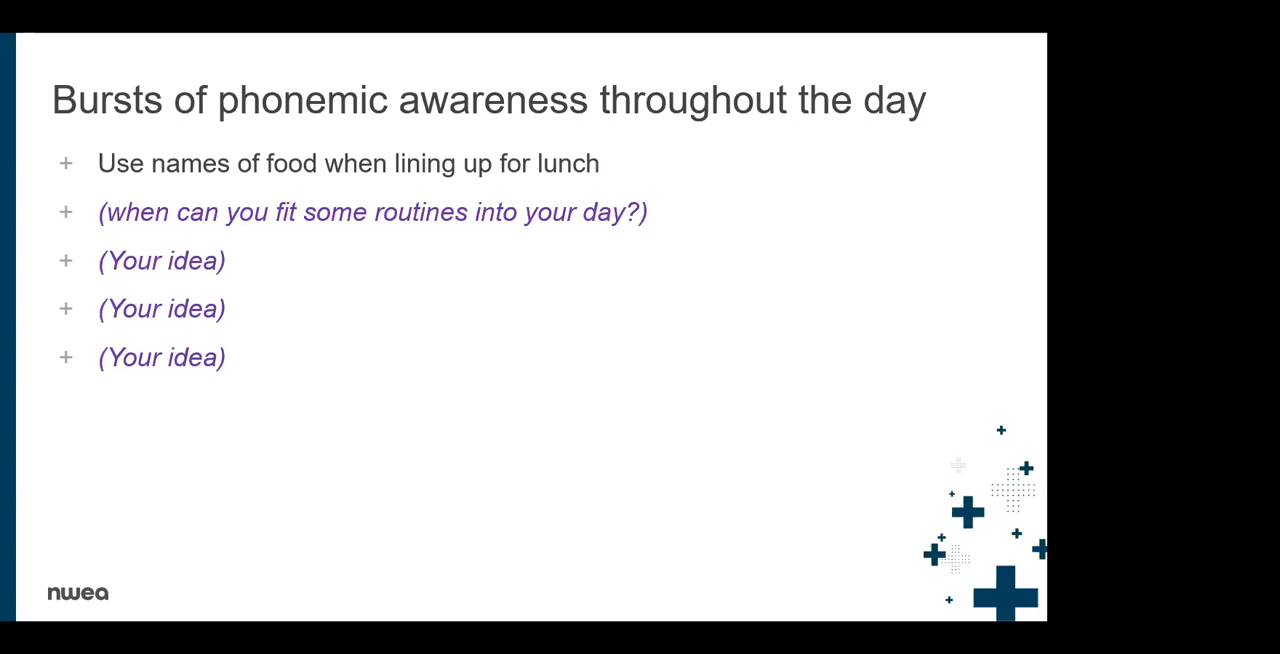 Bursts of phonemic awareness throughout the day
+ Use names of food when lining up for lunch
+ (when can you fit some routines into your day?)
+ (Your idea)
+ (Your idea)
+ (Your idea)
nwea